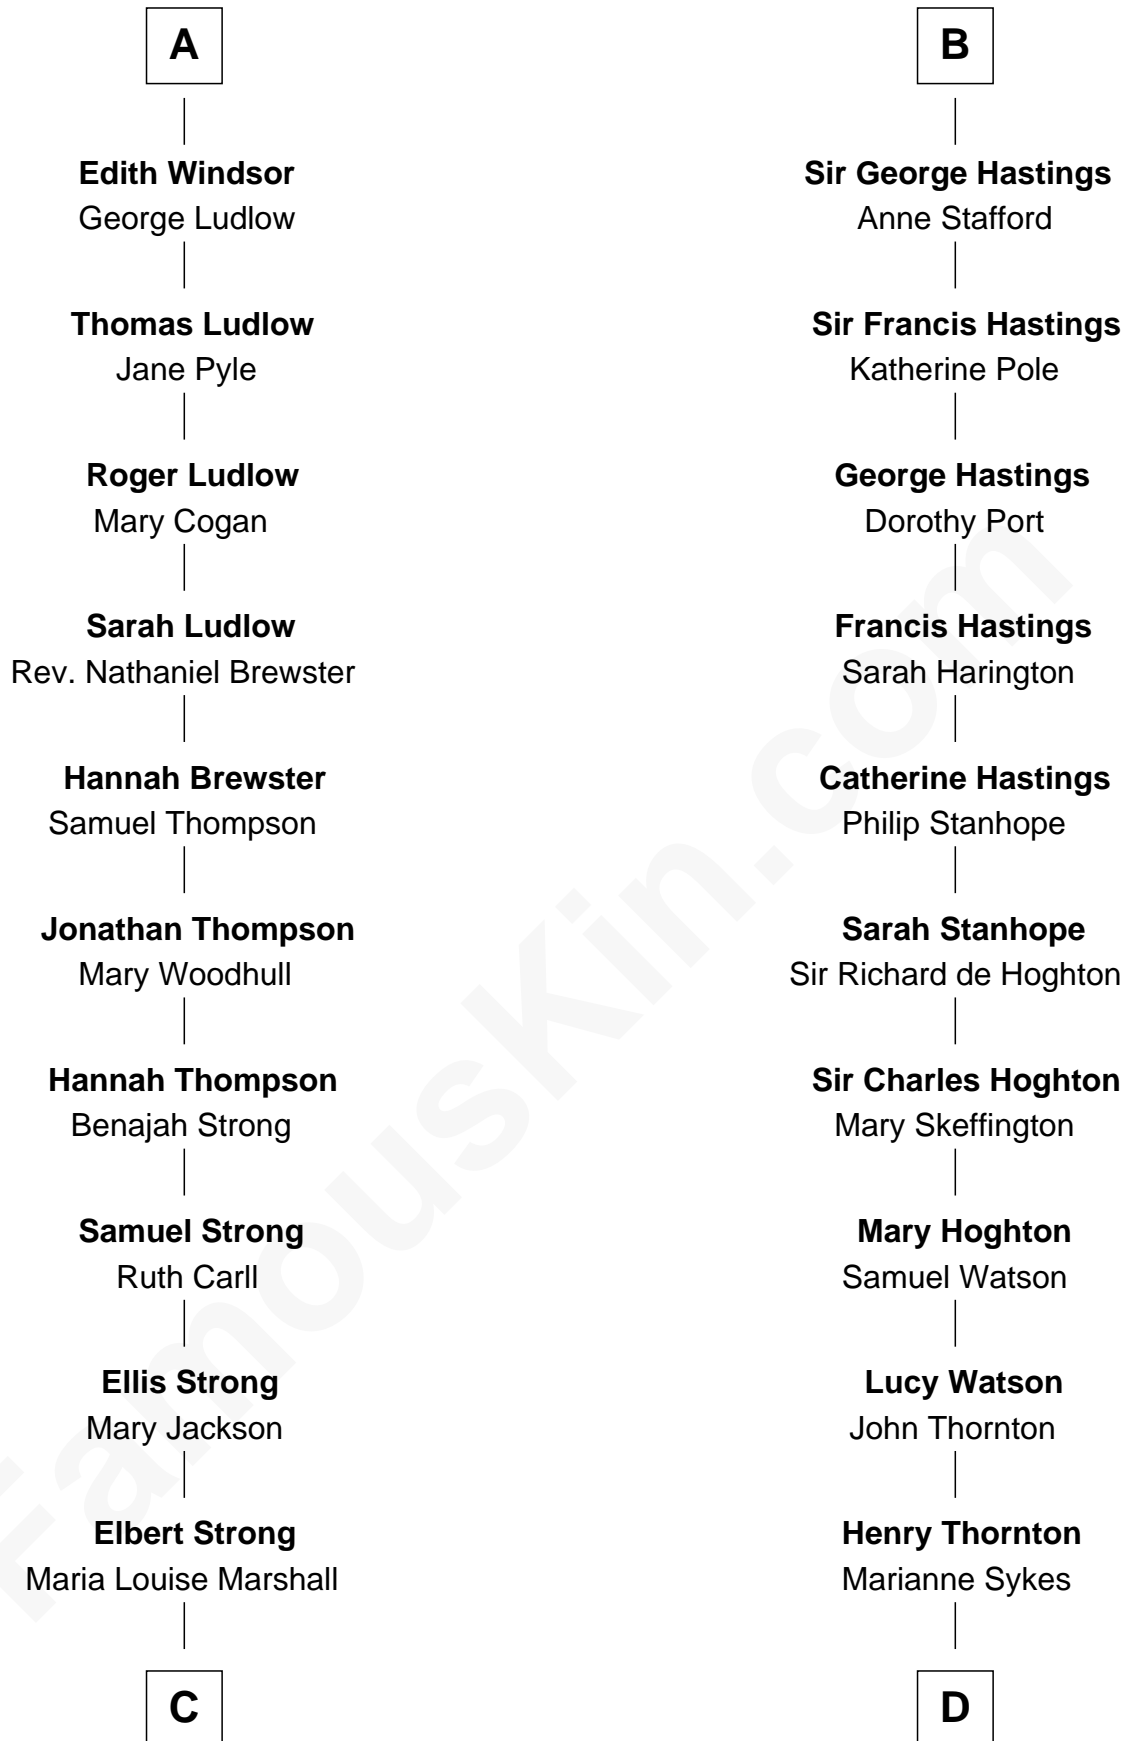 A
Edith Windsor
George Ludlow
Thomas Ludlow
Jane Pyle
Roger Ludlow
Mary Cogan
Sarah Ludlow
Rev. Nathaniel Brewster
Hannah Brewster
Samuel Thompson
Jonathan Thompson
Mary Woodhull
Hannah Thompson
Benajah Strong
Samuel Strong
Ruth Carll
Ellis Strong
Mary Jackson
Elbert Strong
Maria Louise Marshall
C
B
Sir George Hastings
Anne Stafford
Sir Francis Hastings
Katherine Pole
George Hastings
Dorothy Port
Francis Hastings
Sarah Harington
Catherine Hastings
Philip Stanhope
Sarah Stanhope
Sir Richard de Hoghton
Sir Charles Hoghton
Mary Skeffington
Mary Hoghton
Samuel Watson
Lucy Watson
John Thornton
Henry Thornton
Marianne Sykes
D
FamousKin.com